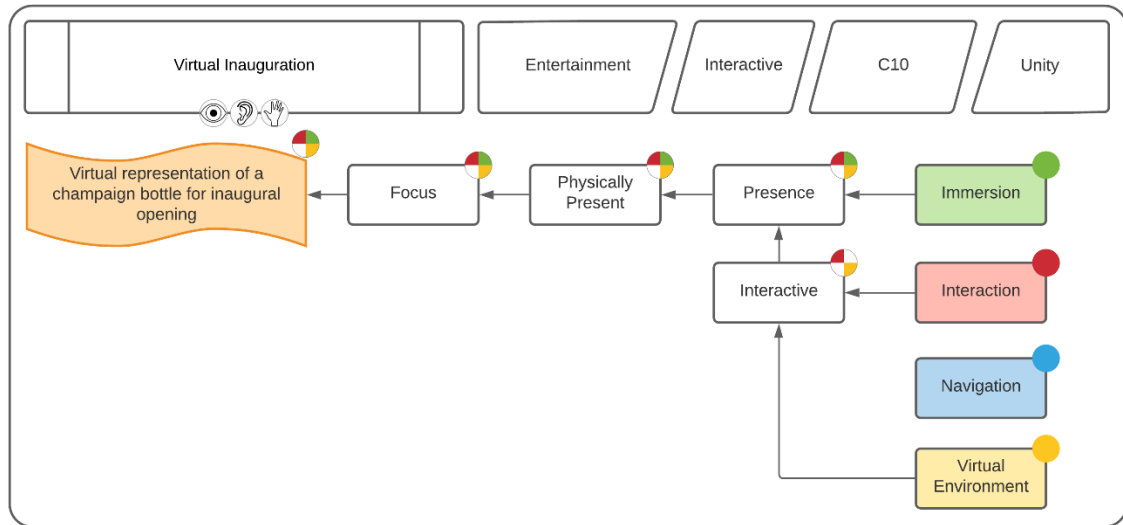 Virtual Inauguration
Entertainment
Interactive
C10
Unity
Virtual representation of a
champaign bottle for inaugural
opening
Focus
Physically
Present
Presence
Immersion
Interactive
Interaction
Navigation
Virtual
Environment